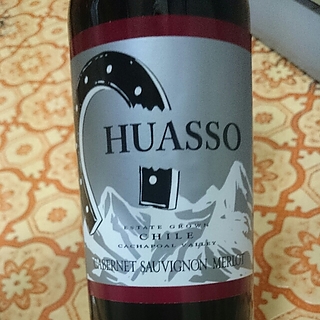 HUASSO
ESTATE GROWN
CHILE
CACHAPOAL VALLEY
CABERNET SAUVIGNON MERLOT